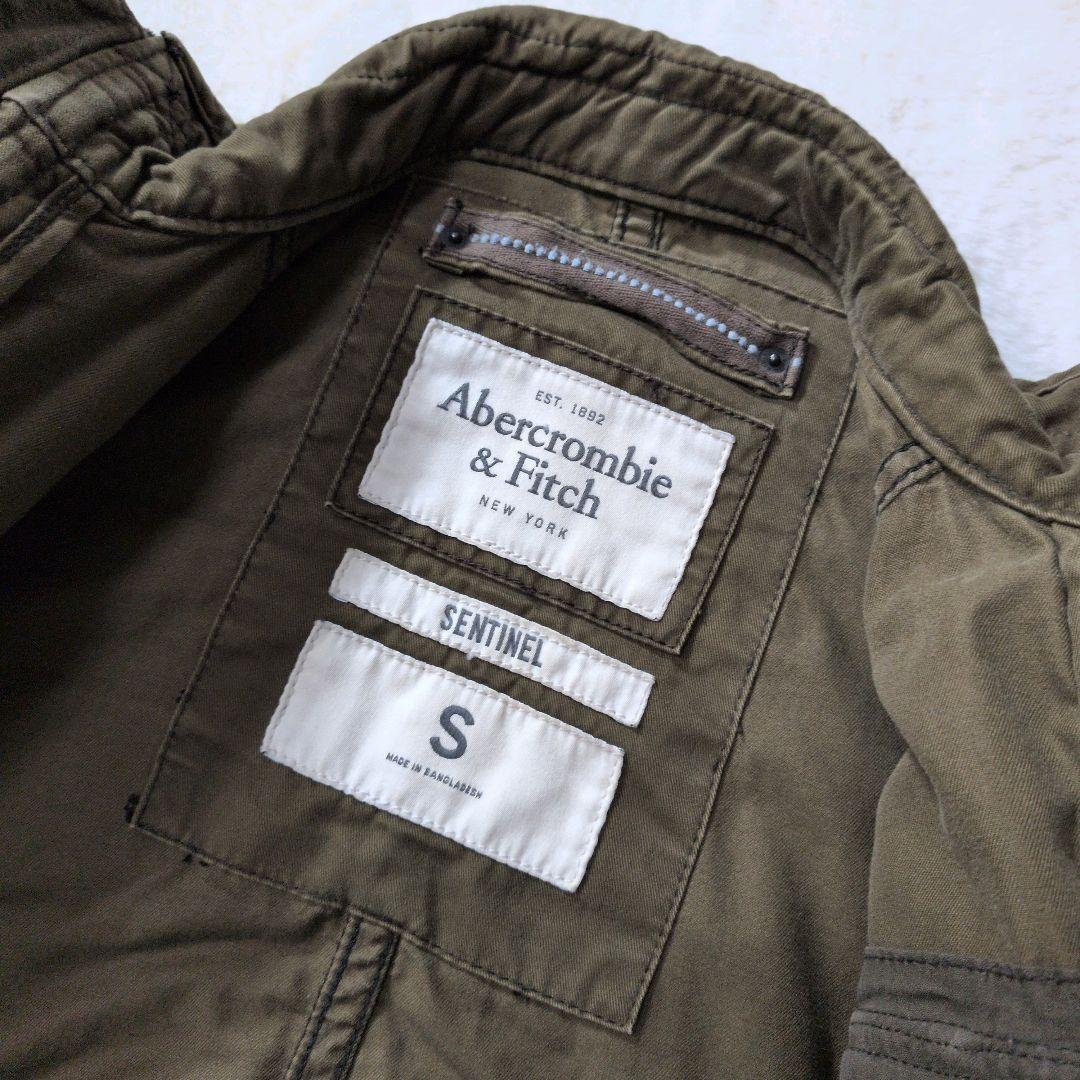 EST. 1892
Abercrombie
& Fitch
NEW YORK
SENTINEL
S
MADE IN BANGLADESH